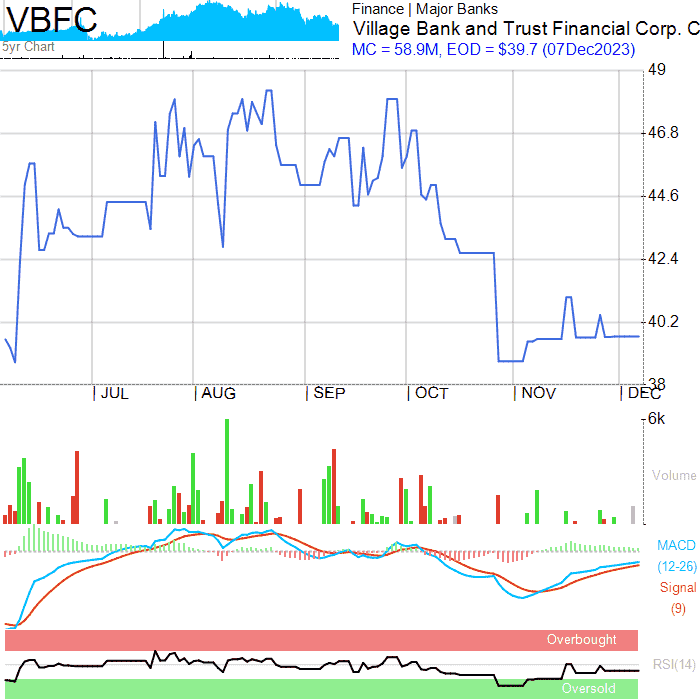 VBFC
5yr Chart
Finance | Major Banks
Village Bank and Trust Financial Corp. C
MC = 58.9M, EOD = $39.7 (07Dec2023)
49
46.8
44.6
42.4
40.2
38
JUL AUG SEP OCT NOV DEC
6k
Volume
MACD
(12-26)
Signal
(9)
Overbought
RSI(14)
Oversold